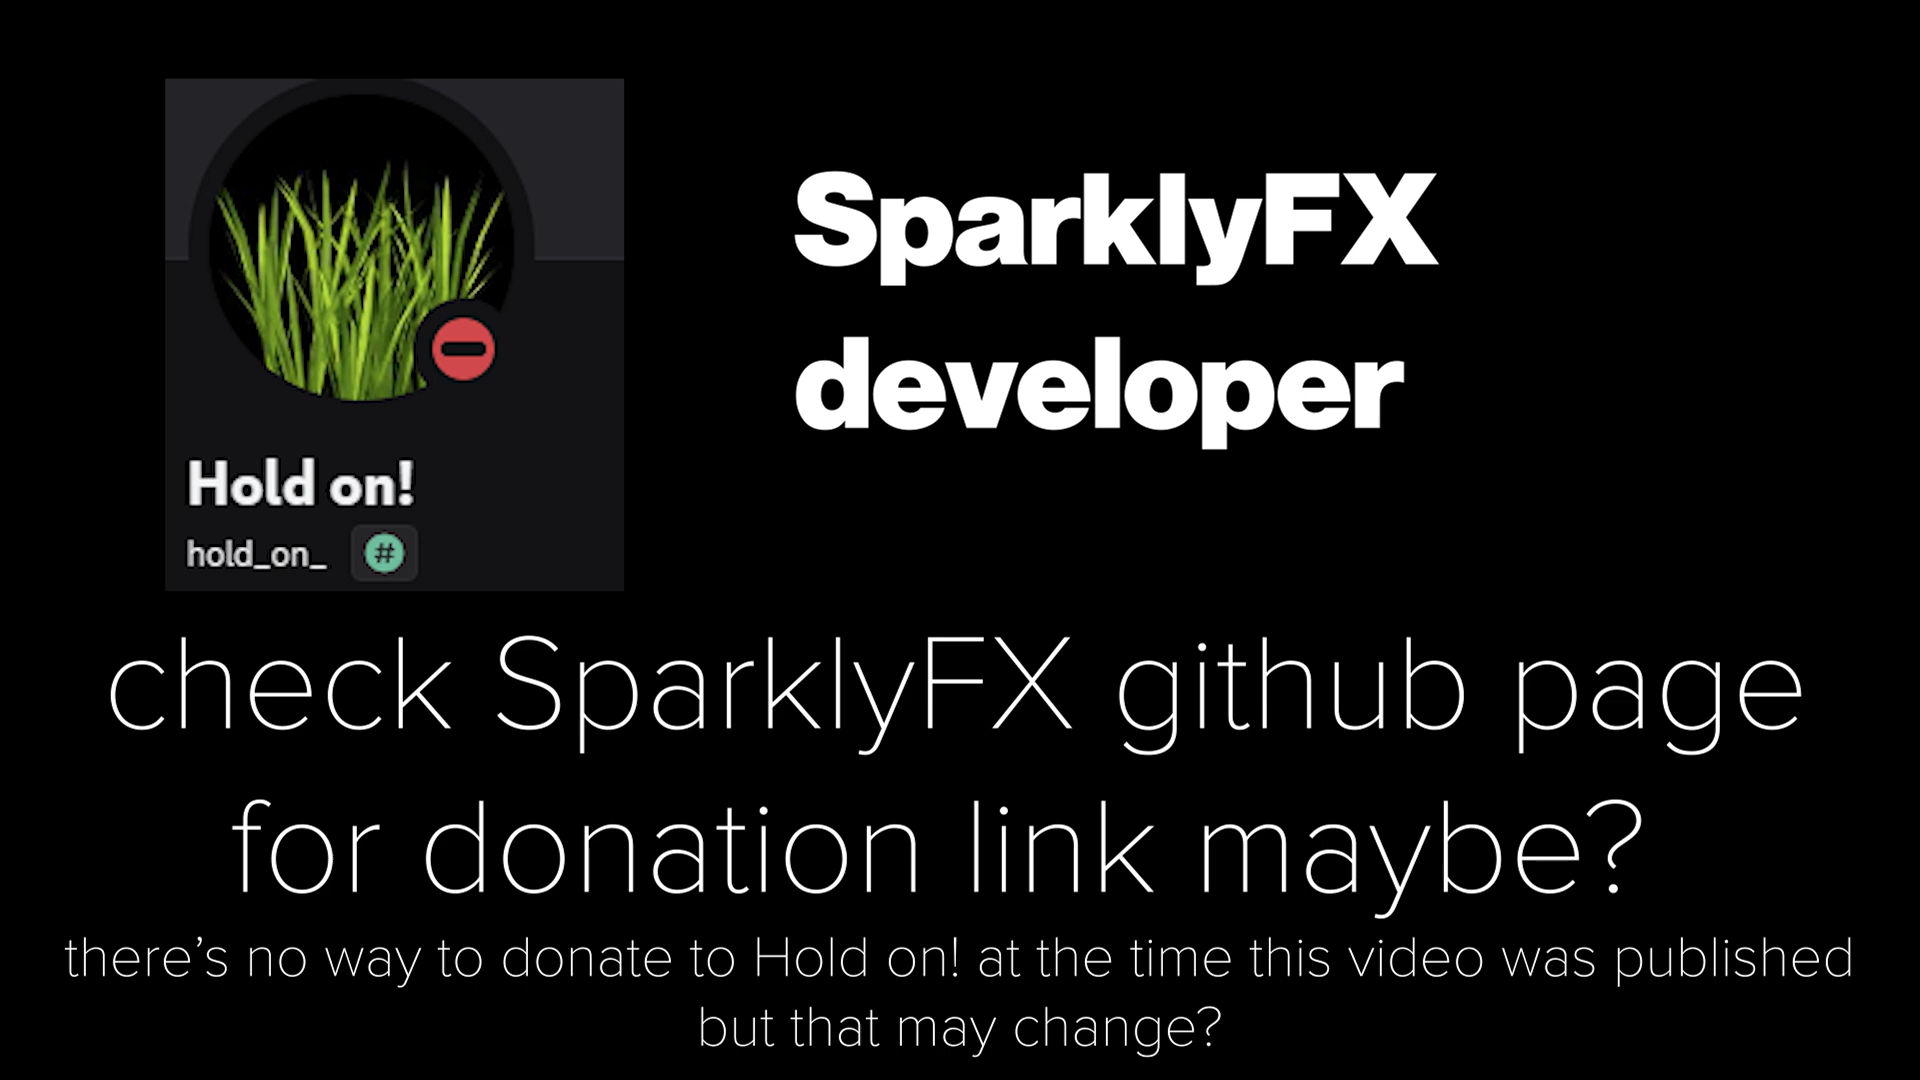 SparklyFX
developer
Hold on!
hold_on_ #
check SparklyFX github page
for donation link maybe?
there’s no way to donate to Hold on! at the time this video was published
but that may change?